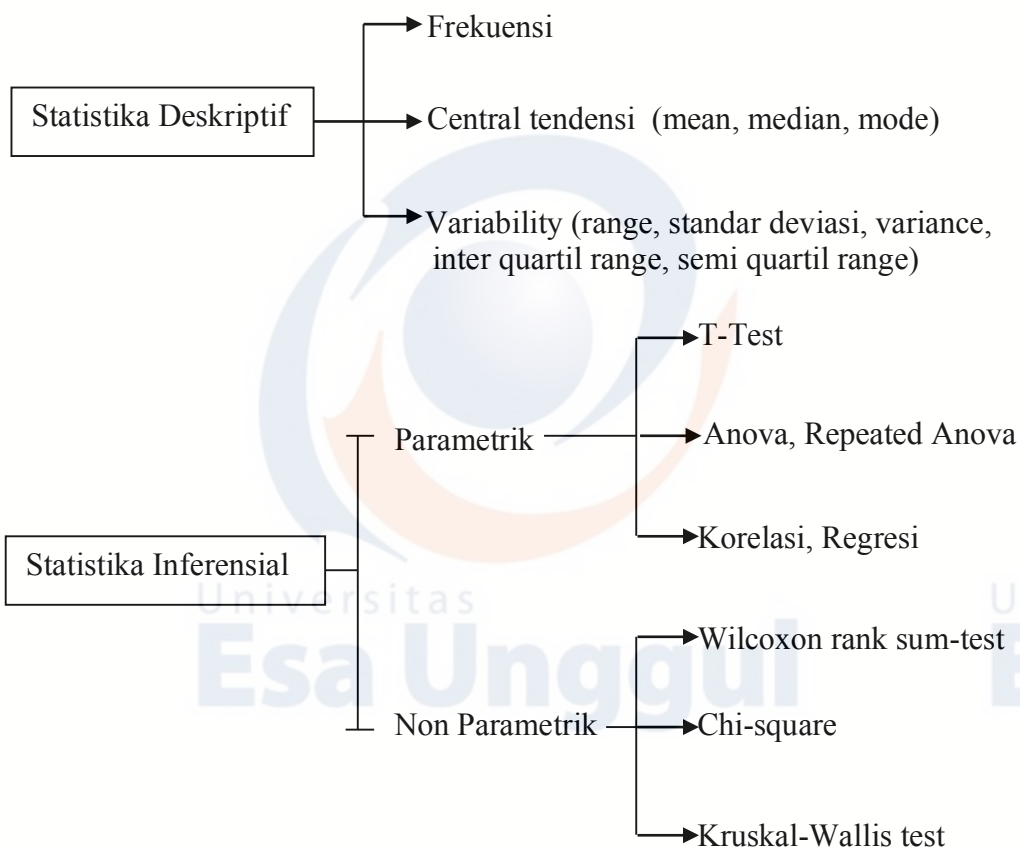 Frekuensi
Statistika Deskriptif
Central tendensi (mean, median, mode)
Variability (range, standar deviasi, variance,
inter quartil range, semi quartil range)
T-Test
Parametrik
Anova, Repeated Anova
Korelasi, Regresi
Statistika Inferensial
Universitas
Esa Unggul
Wilcoxon rank sum-test
Non Parametrik
Chi-square
Kruskal-Wallis test